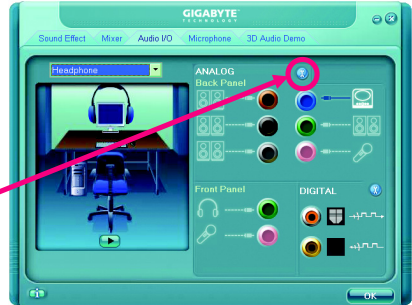 GIGABYTE
TECHNOLOGY
Sound Effect Mixer Audio I/O Microphone 3D Audio Demo
Headphone
ANALOG
Back Panel
Front Panel
DIGITAL
OK